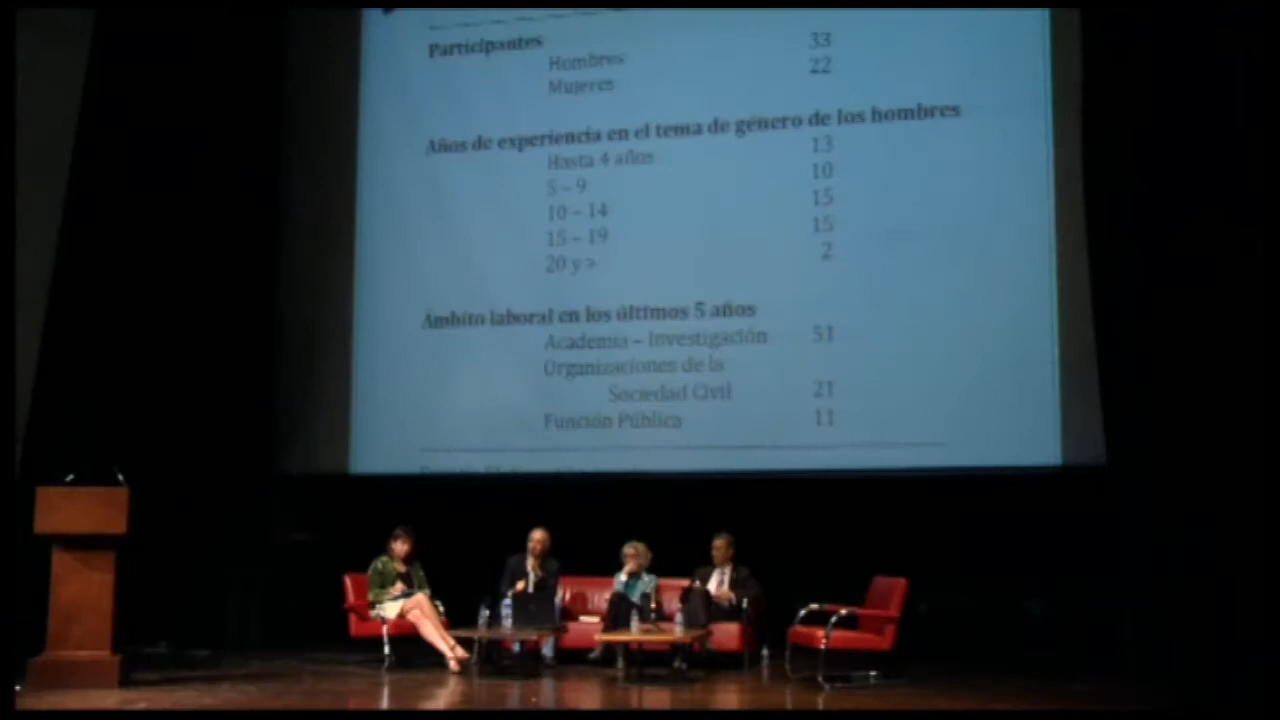 Participantes
Hombres 33
Mujeres 22
Años de experiencia en el tema de género de los hombres
Hasta 4 años 13
5 – 9 10
10 – 14 15
15 – 19 15
20 y > 2
Ámbito laboral en los últimos 5 años
Academia – Investigación 51
Organizaciones de la
Sociedad Civil 21
Función Pública 11